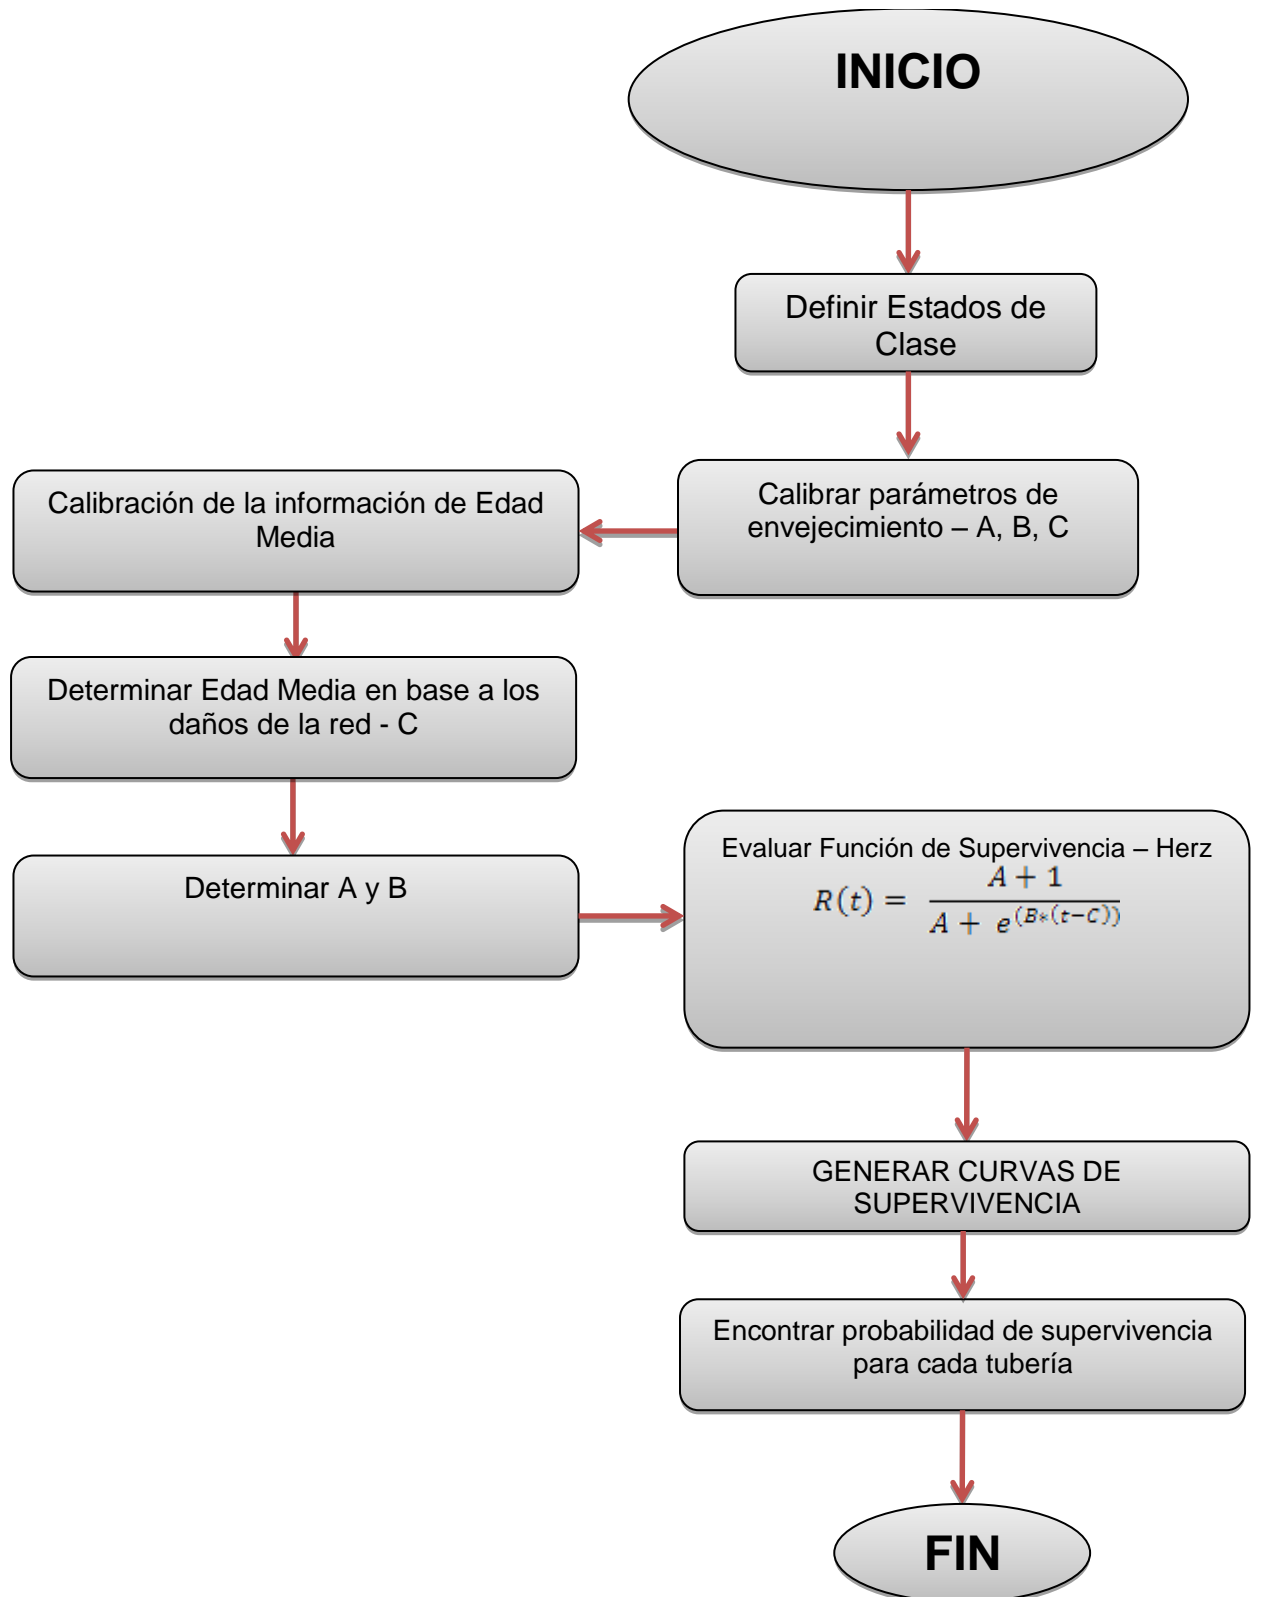 INICIO
Definir Estados de
Clase
Calibrar parámetros de
envejecimiento – A, B, C
Calibración de la información de Edad
Media
Determinar Edad Media en base a los
daños de la red - C
Determinar A y B
Evaluar Función de Supervivencia – Herz
R(t) = \frac{A + 1}{A + e^{(B*(t-C))}}
GENERAR CURVAS DE
SUPERVIVENCIA
Encontrar probabilidad de supervivencia
para cada tubería
FIN